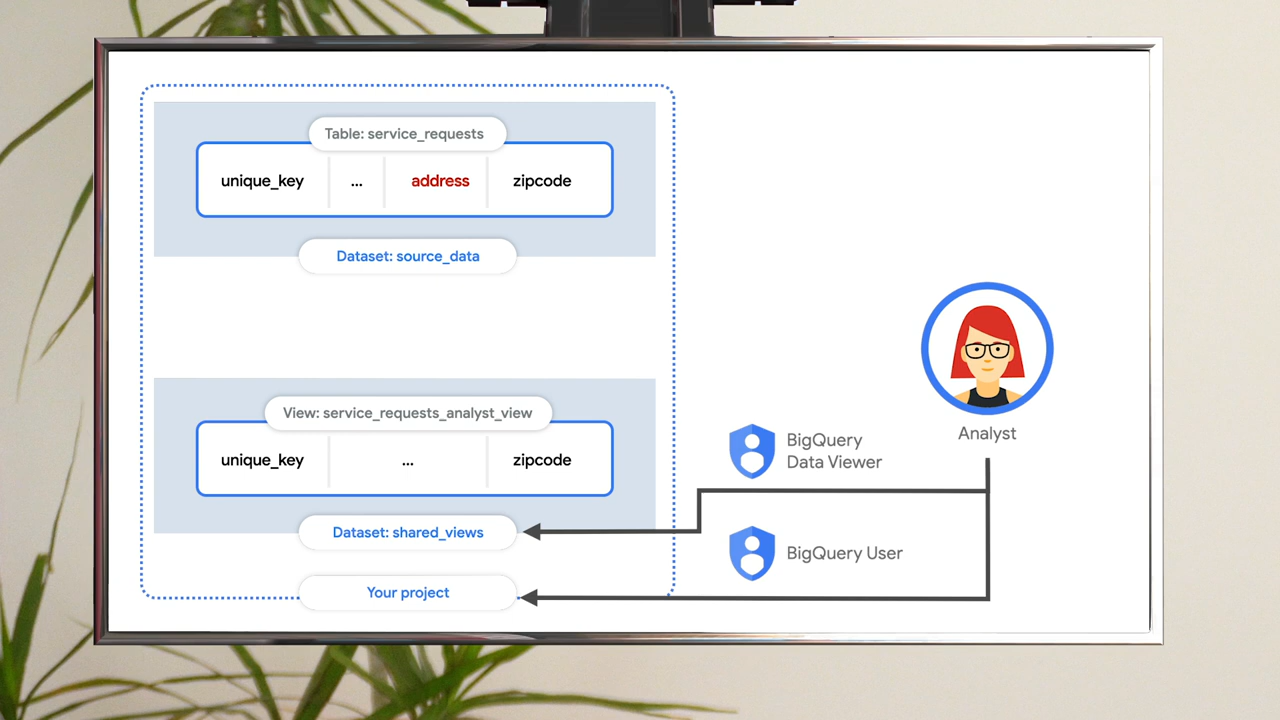 Table: service_requests
unique_key ... address zipcode
Dataset: source_data
View: service_requests_analyst_view
unique_key ... zipcode
Dataset: shared_views
Your project
Analyst
BigQuery
Data Viewer
BigQuery User